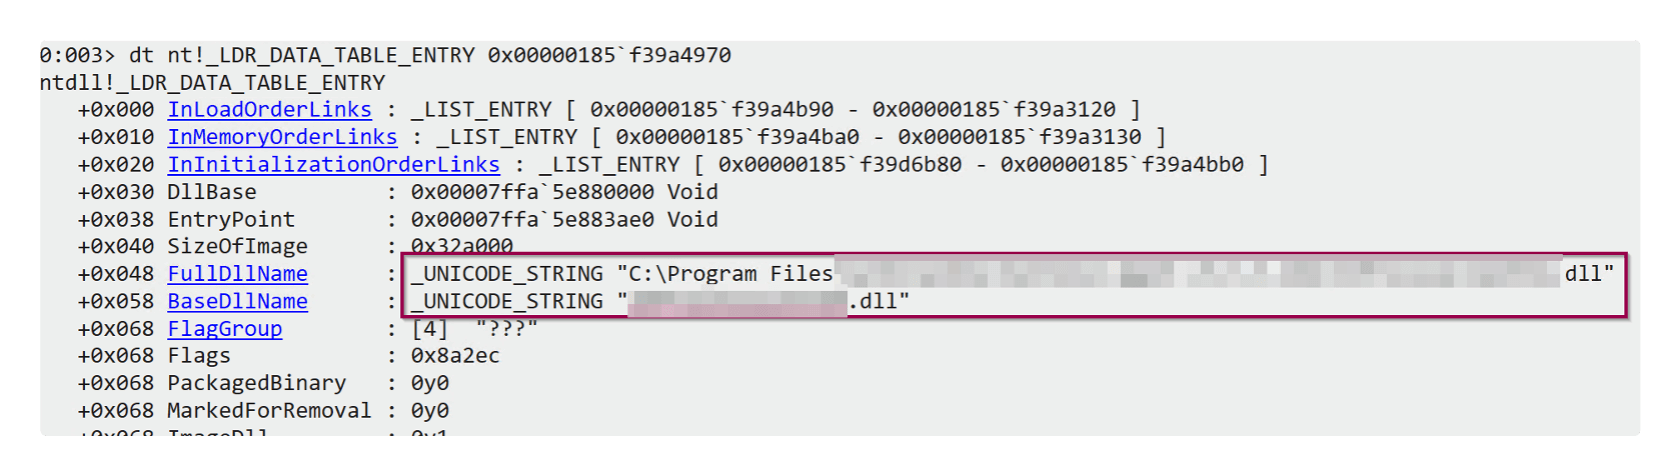 0:003> dt nt!_LDR_DATA_TABLE_ENTRY 0x00000185`f39a4970
ntdll!_LDR_DATA_TABLE_ENTRY
   +0x000 InLoadOrderLinks : _LIST_ENTRY [ 0x00000185`f39a4b90 - 0x00000185`f39a3120 ]
   +0x010 InMemoryOrderLinks : _LIST_ENTRY [ 0x00000185`f39a4ba0 - 0x00000185`f39a3130 ]
   +0x020 InInitializationOrderLinks : _LIST_ENTRY [ 0x00000185`f39d6b80 - 0x00000185`f39a4bb0 ]
   +0x030 DllBase          : 0x00007ffa`5e880000 Void
   +0x038 EntryPoint       : 0x00007ffa`5e883ae0 Void
   +0x040 SizeOfImage      : 0x32a000
   +0x048 FullDllName      : _UNICODE_STRING "C:\Program Files dll"
   +0x058 BaseDllName      : _UNICODE_STRING " .dll"
   +0x068 FlagGroup        : [4]  "???"
   +0x068 Flags            : 0x8a2ec
   +0x068 PackagedBinary   : 0y0
   +0x068 MarkedForRemoval : 0y0
   +0x068 ImageDll         : 0y1